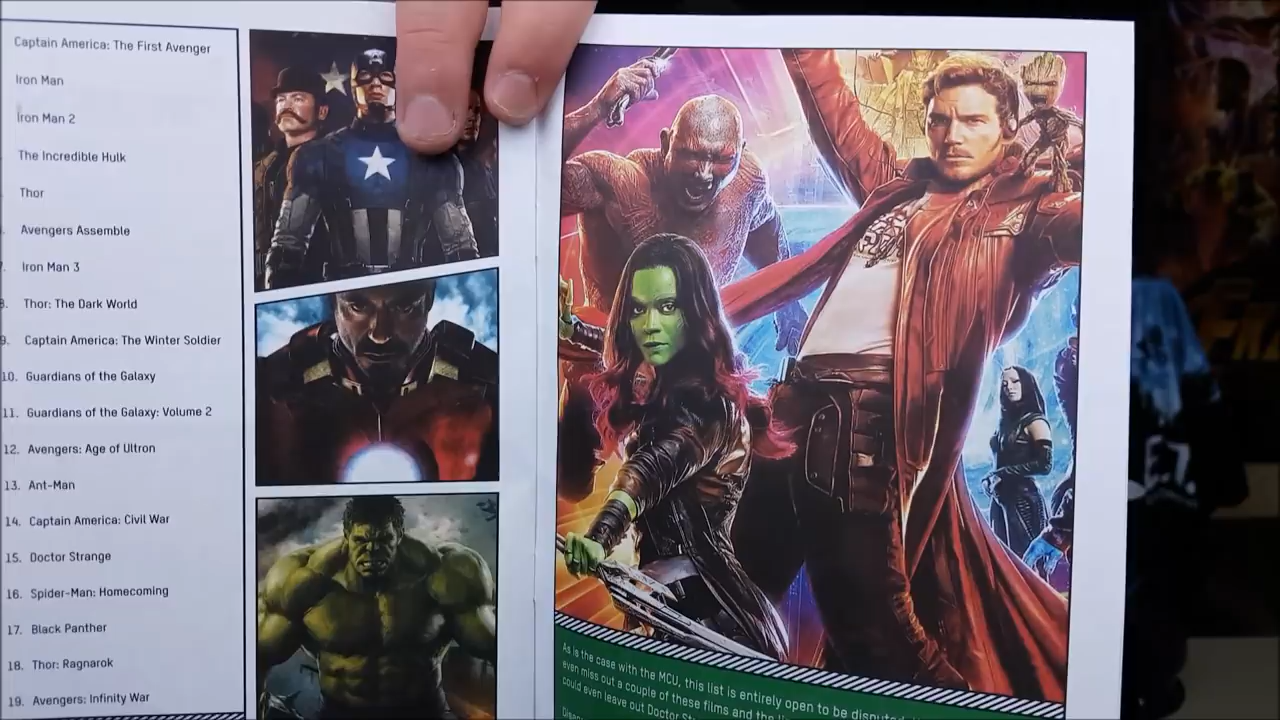 Captain America: The First Avenger
Iron Man
Iron Man 2
The Incredible Hulk
Thor
Avengers Assemble
Iron Man 3
8. Thor: The Dark World
9. Captain America: The Winter Soldier
10. Guardians of the Galaxy
11. Guardians of the Galaxy: Volume 2
12. Avengers: Age of Ultron
13. Ant-Man
14. Captain America: Civil War
15. Doctor Strange
16. Spider-Man: Homecoming
17. Black Panther
18. Thor: Ragnarok
19. Avengers: Infinity War
As is the case with the MCU, this list is entirely open to be disputed,
even miss out a couple of these films and the
could even leave out Doctor